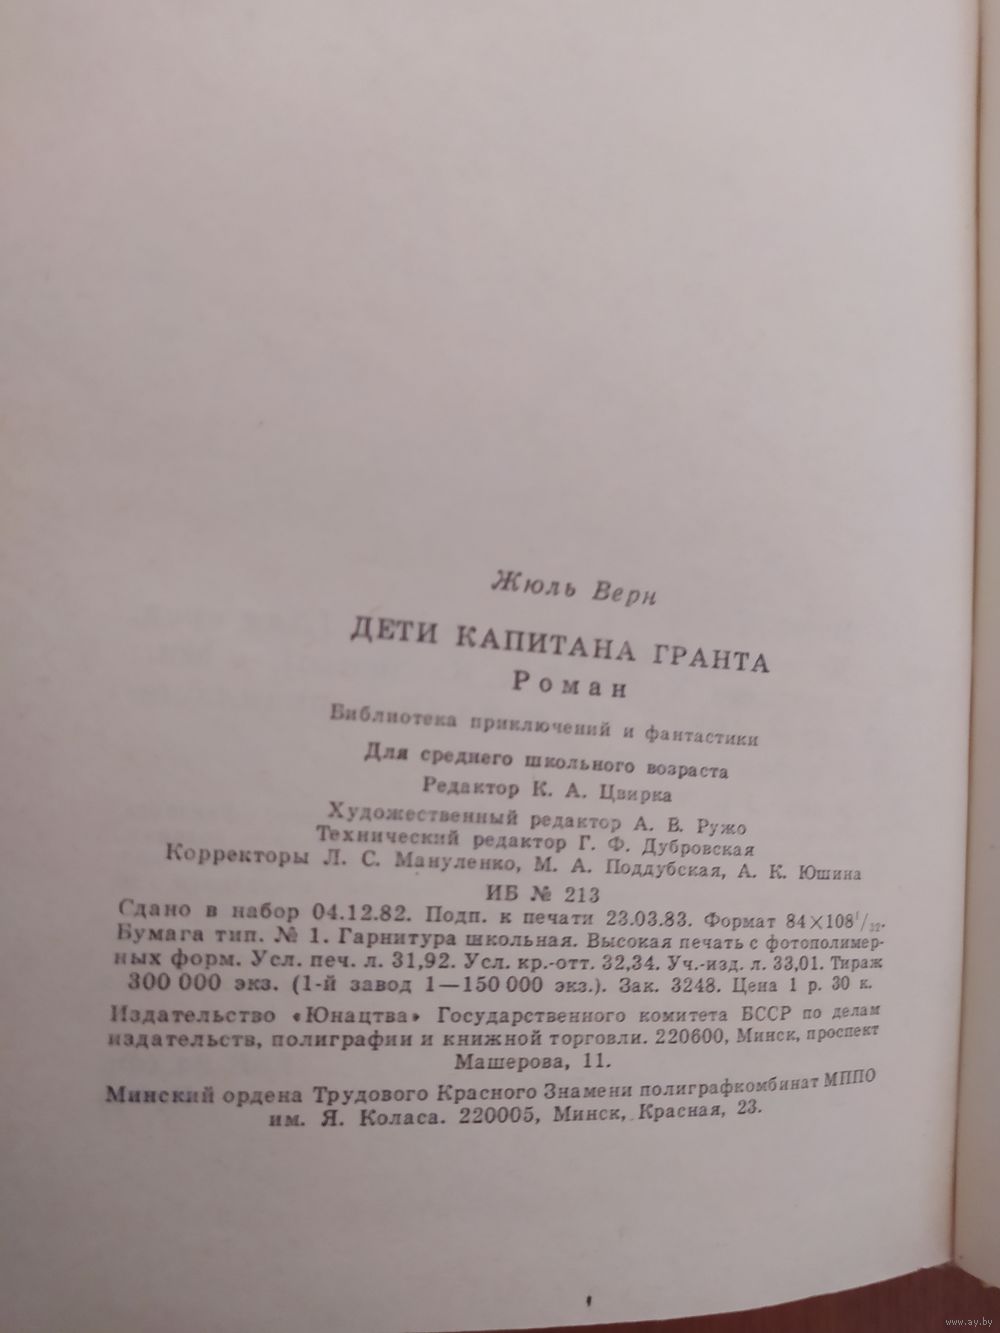 Жюль Верн
ДЕТИ КАПИТАНА ГРАНТА
Роман
Библиотека приключений и фантастики
Для среднего школьного возраста
Редактор К. А. Цвирка
Художественный редактор А. В. Ружо
Технический редактор Г. Ф. Дубровская
Корректоры Л. С. Мануленко, М. А. Поддубская, А. К. Юшина
ИБ № 213
Сдано в набор 04.12.82. Подп. к печати 23.03.83. Формат 84×108 1/32.
Бумага тип. № 1. Гарнитура школьная. Высокая печать с фотополимер-
ных форм. Усл. печ. л. 31,92. Усл. кр.-отт. 32,34. Уч.-изд. л. 33,01. Тираж
300 000 экз. (1-й завод 1—150 000 экз.). Зак. 3248. Цена 1 р. 30 к.
Издательство «Юнацтва» Государственного комитета БССР по делам
издательств, полиграфии и книжной торговли. 220600, Минск, проспект
Машерова, 11.
Минский ордена Трудового Красного Знамени полиграфкомбинат МППО
им. Я. Коласа. 220005, Минск, Красная, 23.
www.ay.by